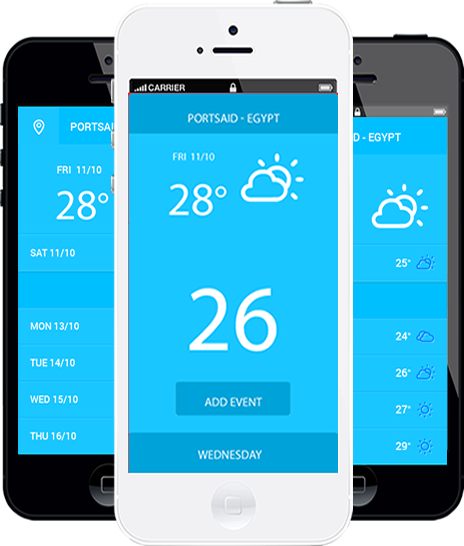 PORTSAI
FRI 11/10
28°
SAT 11/10
MON 13/10
TUE 14/10
WED 15/10
THU 16/10
CARRIER
PORTSAID - EGYPT
FRI 11/10
28°
26
ADD EVENT
WEDNESDAY
D - EGYPT
25°
24°
26°
27°
29°